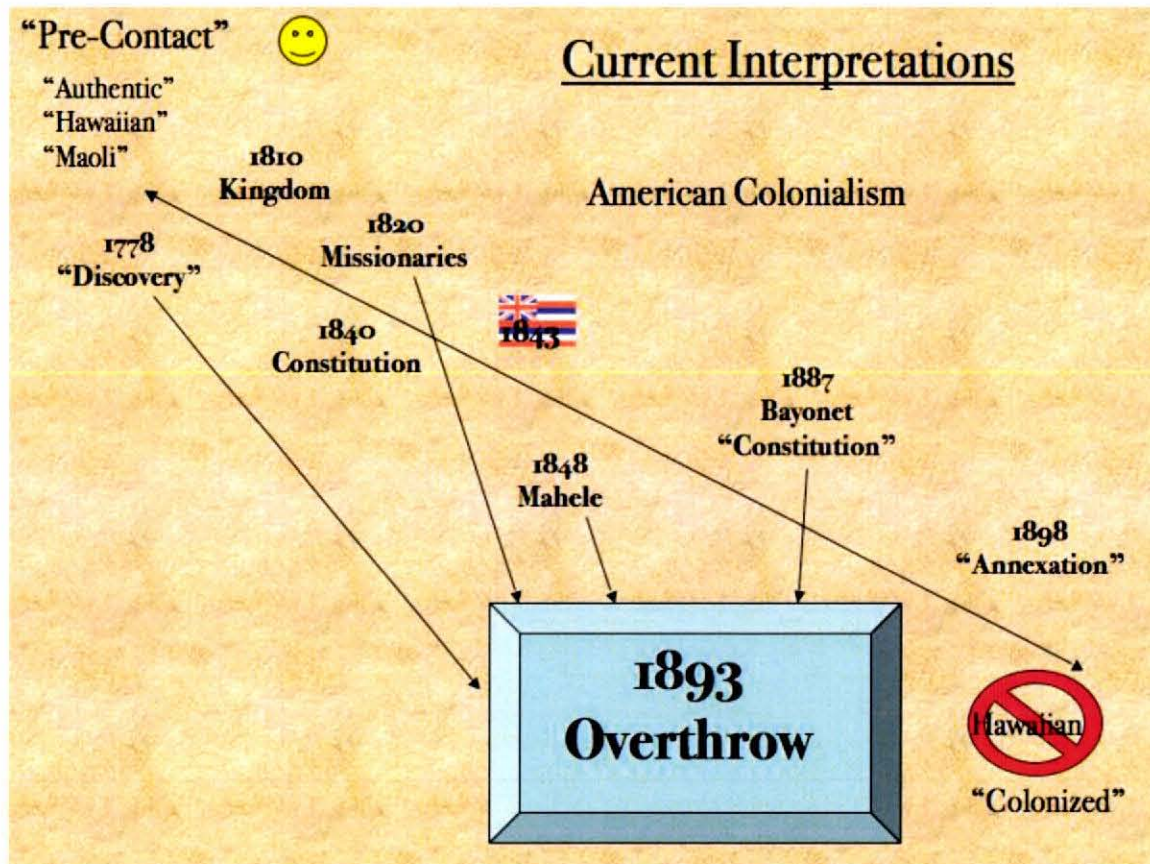 “Pre-Contact”
“Authentic”
“Hawaiian”
“Maoli”
Current Interpretations
American Colonialism
1810
Kingdom
1778
“Discovery”
1820
Missionaries
1840
Constitution
1843
1848
Mahele
1887
Bayonet
“Constitution”
1898
“Annexation”
1893
Overthrow
Hawaiian
“Colonized”